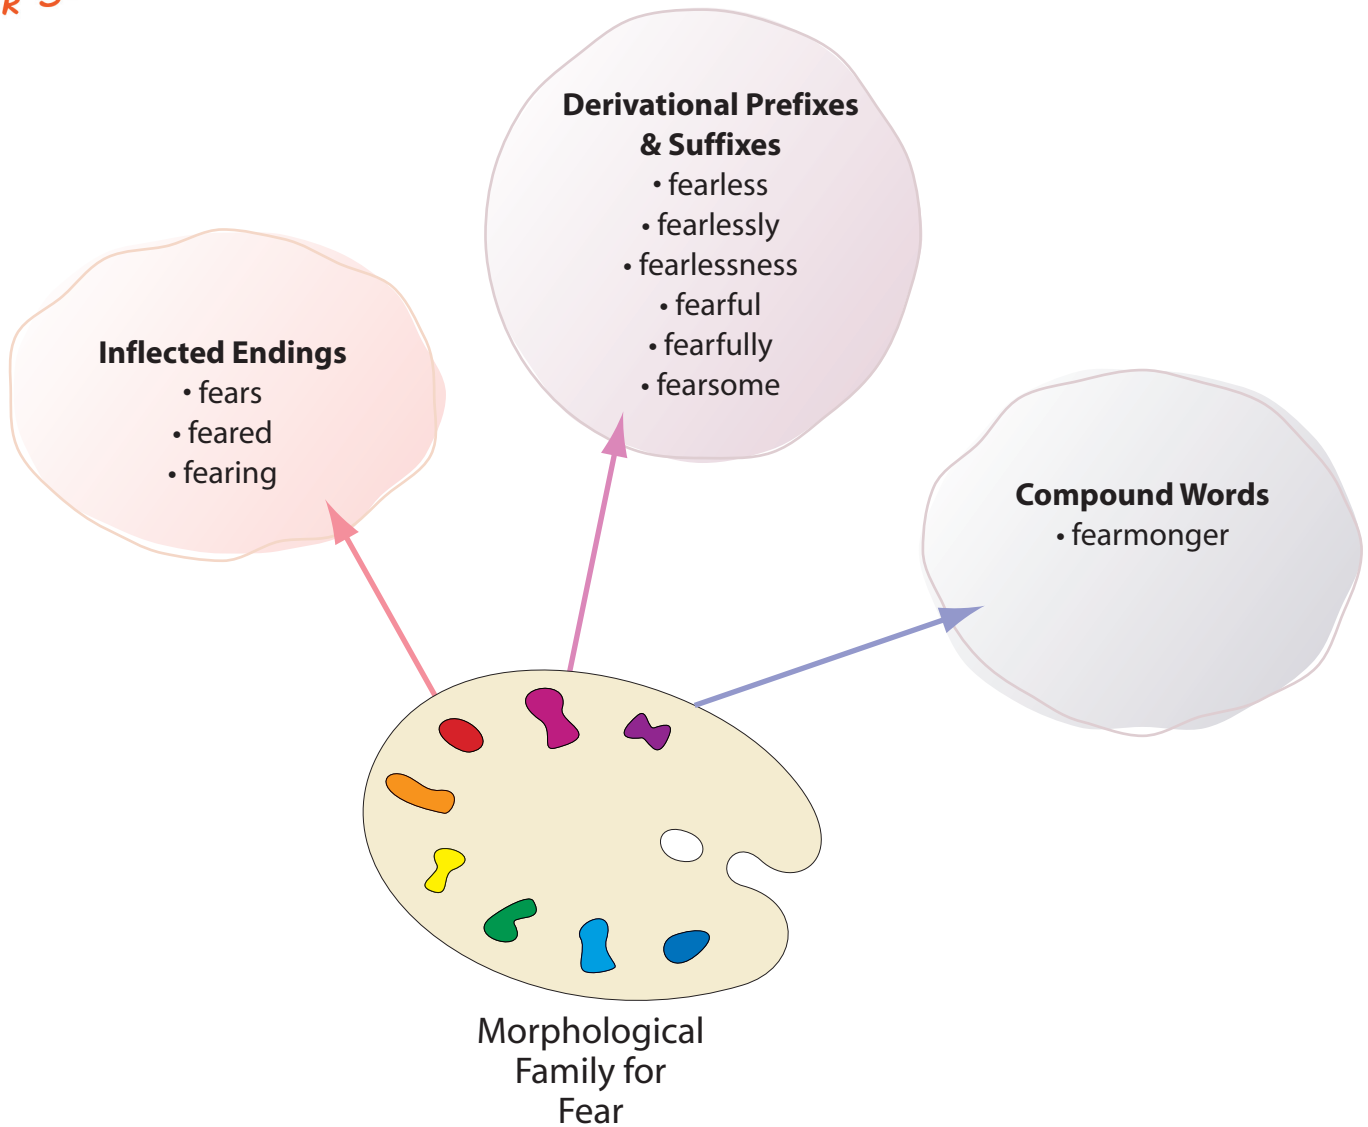 Derivational Prefixes
& Suffixes
• fearless
• fearlessly
• fearlessness
• fearful
• fearfully
• fearsome
Inflected Endings
• fears
• feared
• fearing
Compound Words
• fearmonger
Morphological
Family for
Fear